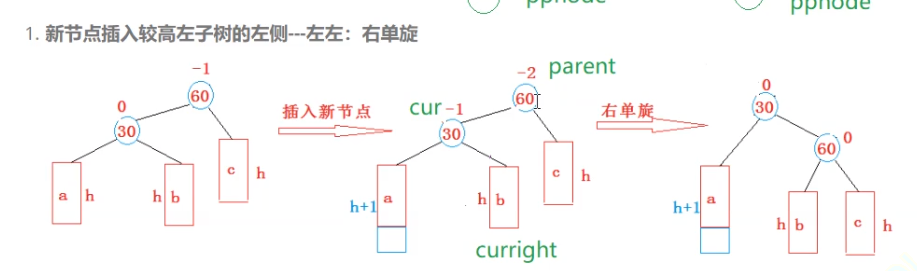 ppnode
ppnode
1. 新节点插入较高左子树的左侧---左左：右单旋
-1
60
0
30
a
h
h
b
c
h
插入新节点
-2
parent
60
cur
-1
30
h+1
a
h
b
c
h
curright
右单旋
0
30
60
0
h+1
a
h
b
c
h